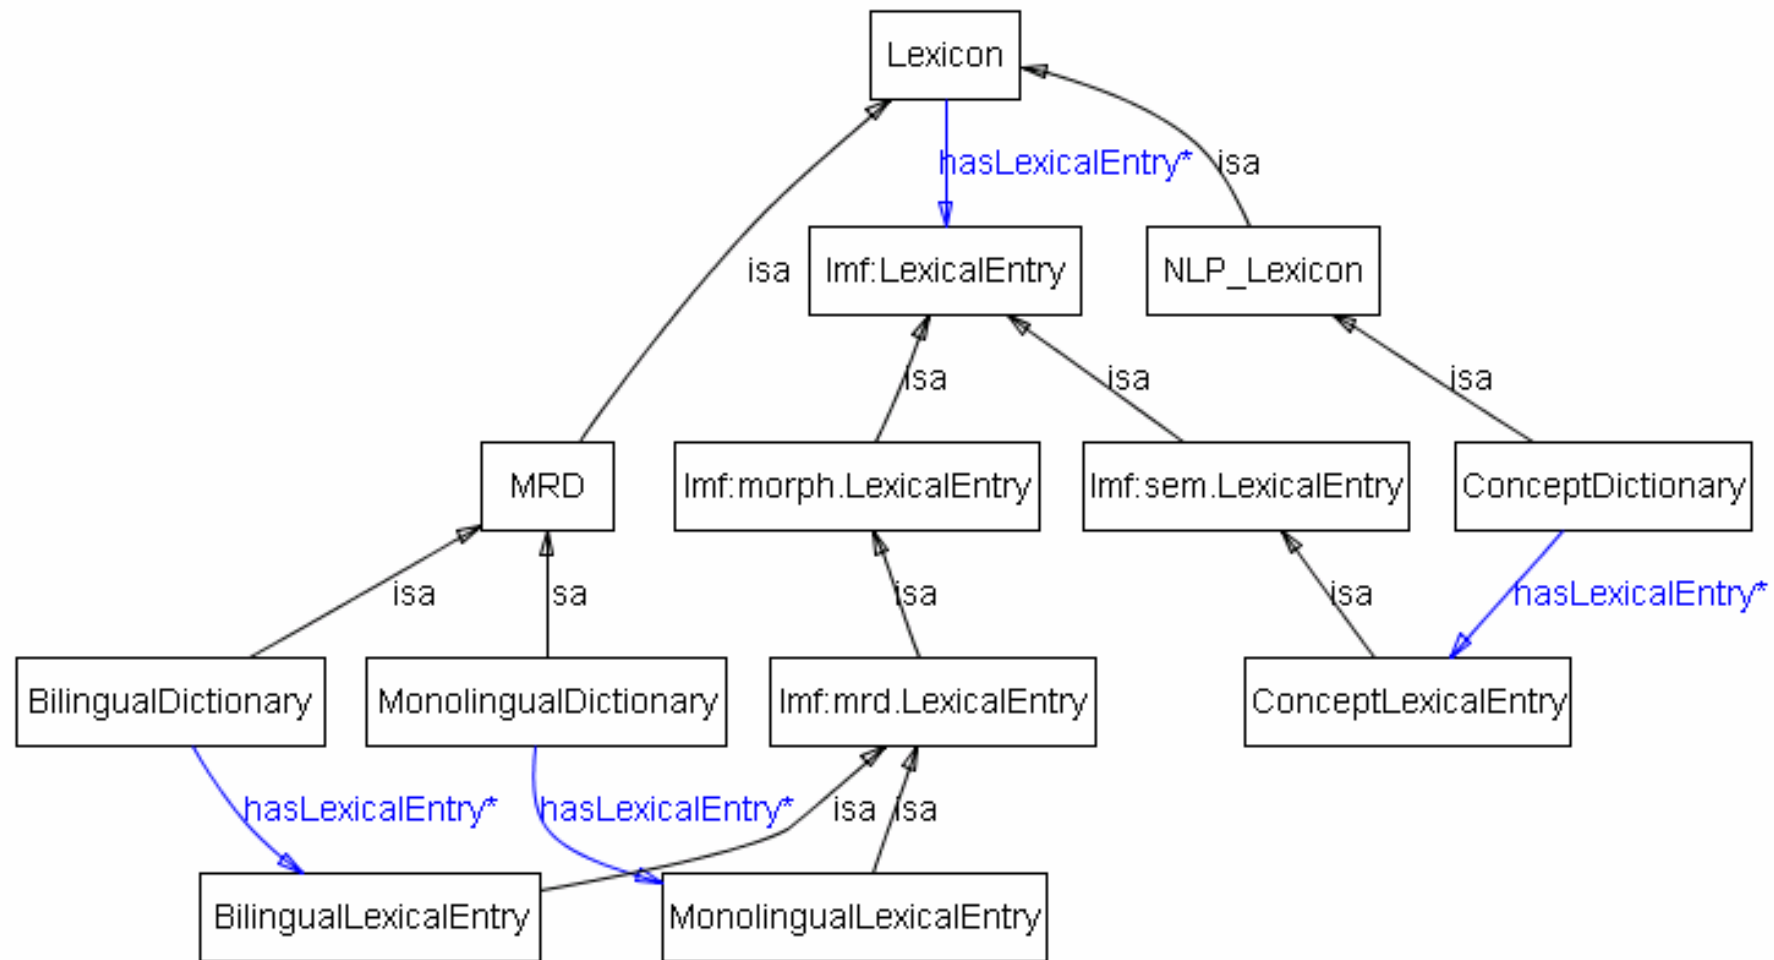 Lexicon
hasLexicalEntry*
isa
isa
lmf:LexicalEntry
NLP_Lexicon
isa
isa
isa
MRD
lmf:morph.LexicalEntry
lmf:sem.LexicalEntry
ConceptDictionary
isa
sa
isa
isa
hasLexicalEntry*
BilingualDictionary
MonolingualDictionary
lmf:mrd.LexicalEntry
ConceptLexicalEntry
hasLexicalEntry*
hasLexicalEntry*
isa
isa
BilingualLexicalEntry
MonolingualLexicalEntry